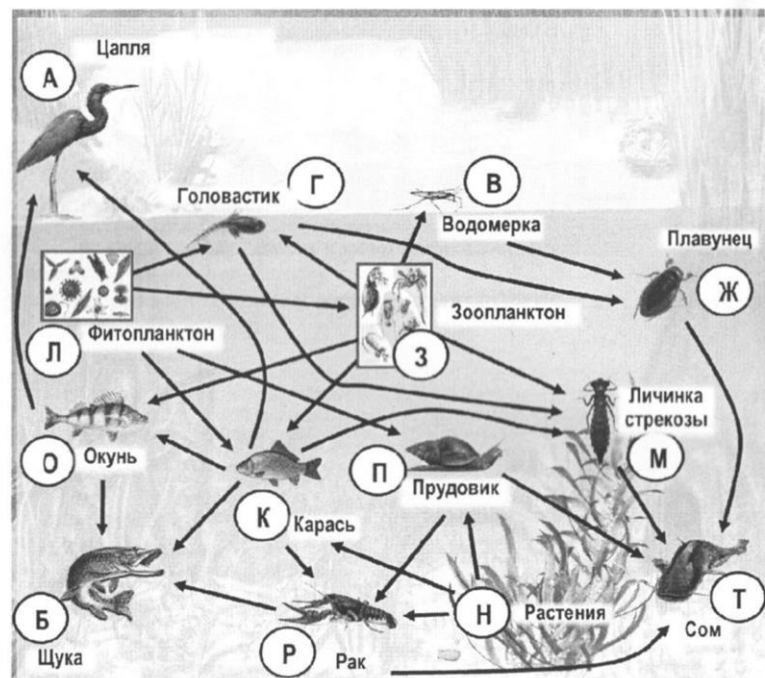 Цапля
А
Г
В
Головастик
Водомерка
Плавунец
Ж
Л
Фитопланктон
Зоопланктон
З
Личинка
стрекозы
М
О
Окунь
П
Прудовик
К
Карась
Н
Растения
Т
Сом
Б
Щука
Р
Рак